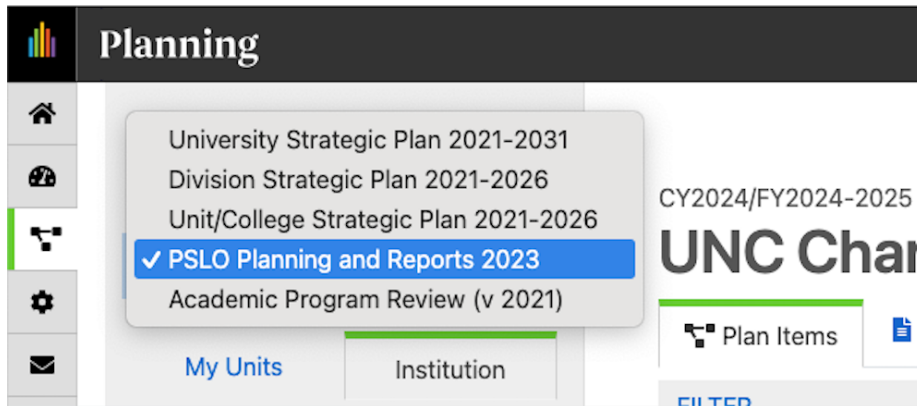 Planning
University Strategic Plan 2021-2031
Division Strategic Plan 2021-2026
Unit/College Strategic Plan 2021-2026
✓ PSLO Planning and Reports 2023
Academic Program Review (v 2021)
My Units
Institution
CY2024/FY2024-2025
UNC Char
Plan Items
FILTER